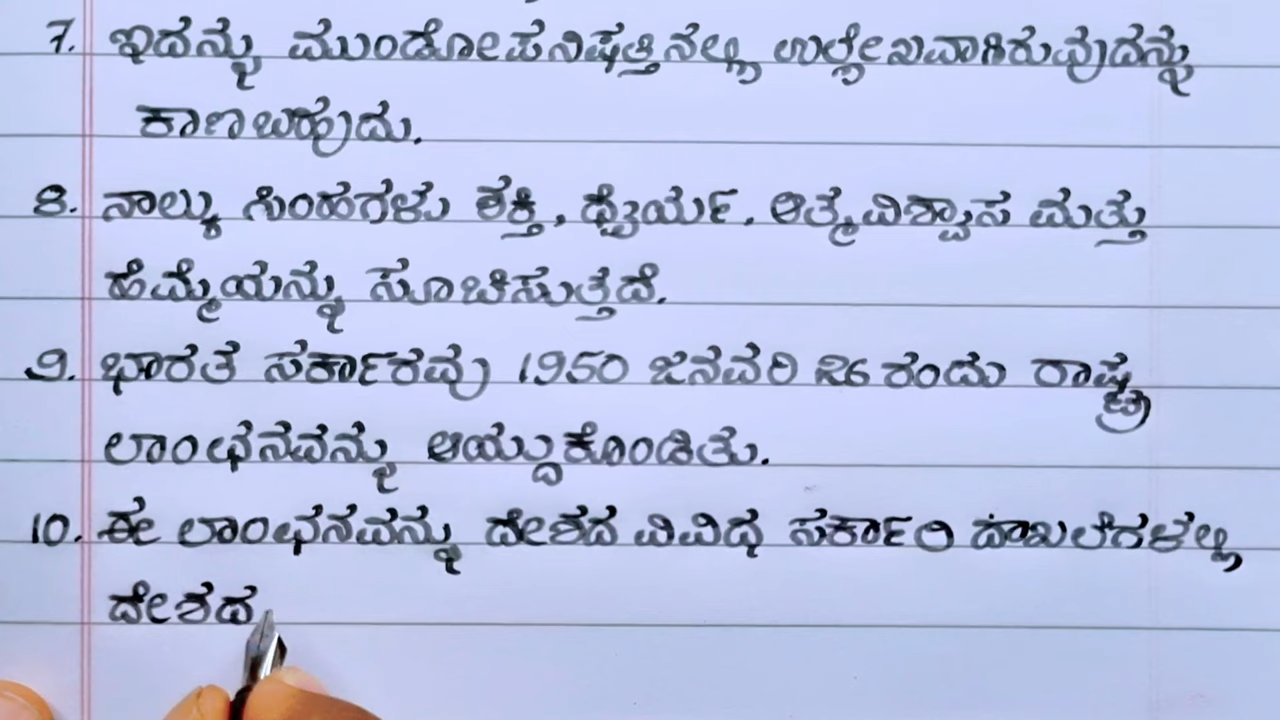 7. ಇದನ್ನು ಮುಂಡೋಪನಿಷತ್ತಿನಲ್ಲಿ ಉಲ್ಲೇಖವಾಗಿರುವುದನ್ನು
ಕಾಣಬಹುದು.
8. ನಾಲ್ಕು ಸಿಂಹಗಳು ಶಕ್ತಿ, ಧೈರ್ಯ, ಆತ್ಮವಿಶ್ವಾಸ ಮತ್ತು
ಹೆಮ್ಮೆಯನ್ನು ಸೂಚಿಸುತ್ತದೆ.
9. ಭಾರತ ಸರ್ಕಾರವು 1950 ಜನವರಿ 26 ರಂದು ರಾಷ್ಟ್ರ
ಲಾಂಛನವನ್ನು ಆಯ್ದುಕೊಂಡಿತು.
10. ಈ ಲಾಂಛನವನ್ನು ದೇಶದ ವಿವಿಧ ಸರ್ಕಾರಿ ದಾಖಲೆಗಳಲ್ಲಿ
ದೇಶದ